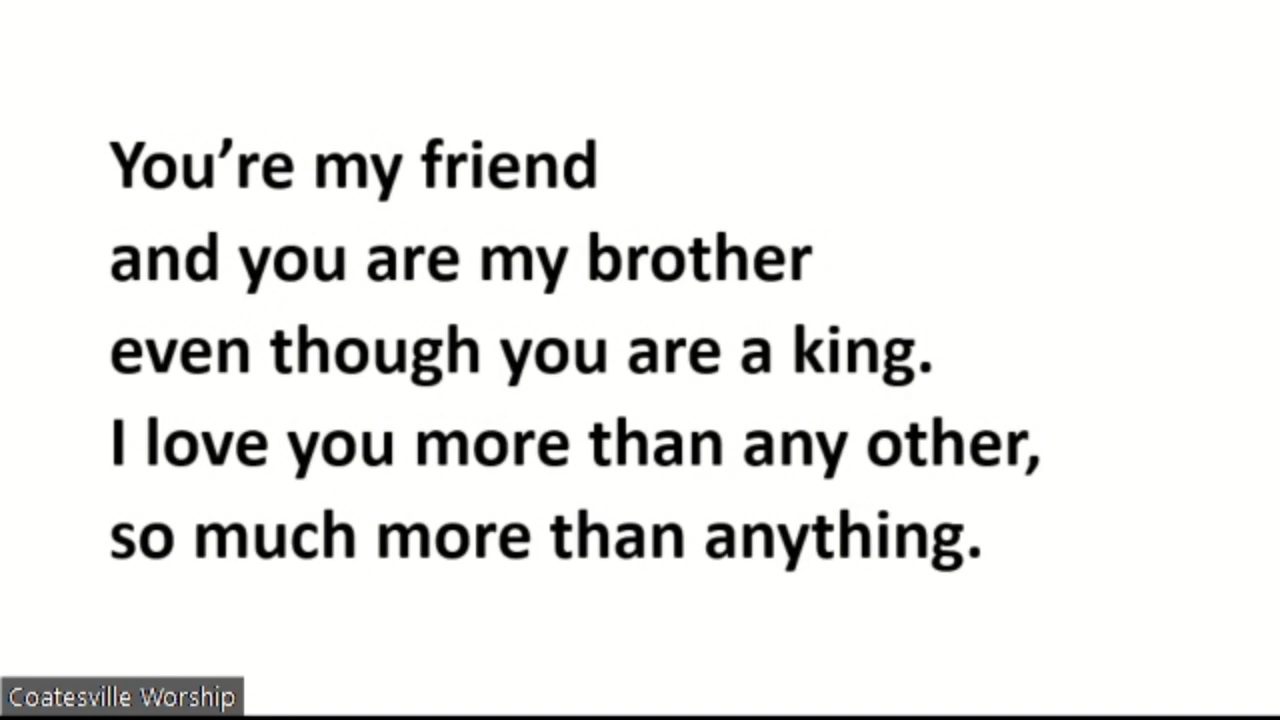 You’re my friend
and you are my brother
even though you are a king.
I love you more than any other,
so much more than anything.
Coatesville Worship